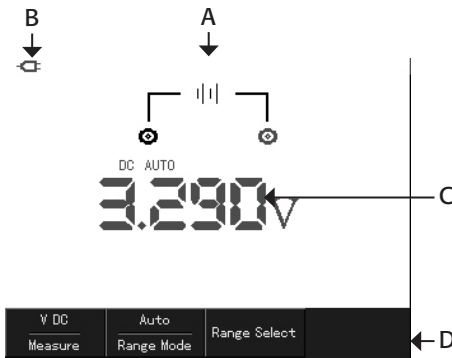 B
A
DC AUTO
3.290V
C
V DC
Measure
Auto
Range Mode
Range Select
D